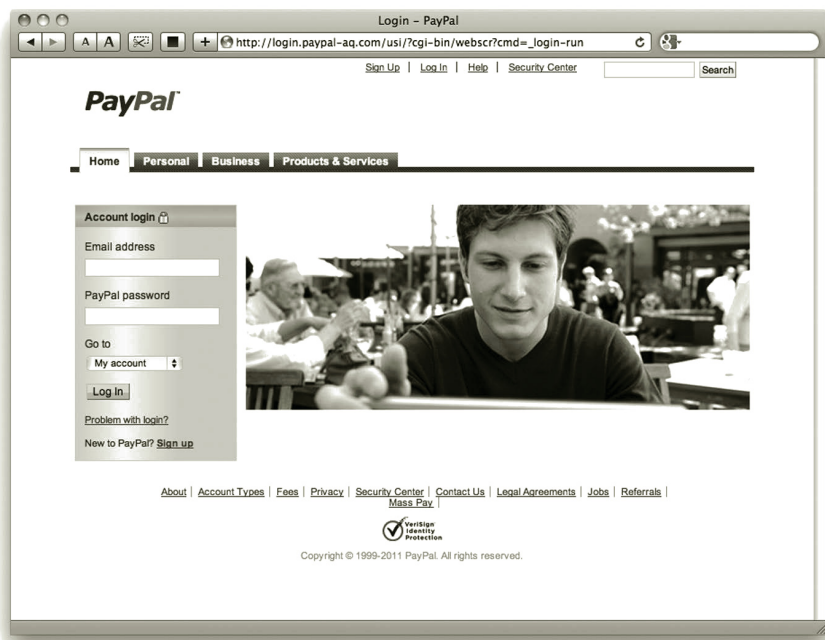 Login – PayPal
A A + http://login.paypal-aq.com/usi/?cgi-bin/webscr?cmd=_login-run
Sign Up | Log In | Help | Security Center Search
PayPal™
Home Personal Business Products & Services
Account login
Email address
PayPal password
Go to
My account
Log In
Problem with login?
New to PayPal? Sign up
About | Account Types | Fees | Privacy | Security Center | Contact Us | Legal Agreements | Jobs | Referrals |
Mass Pay |
VeriSign
Identity
Protection
Copyright © 1999-2011 PayPal. All rights reserved.